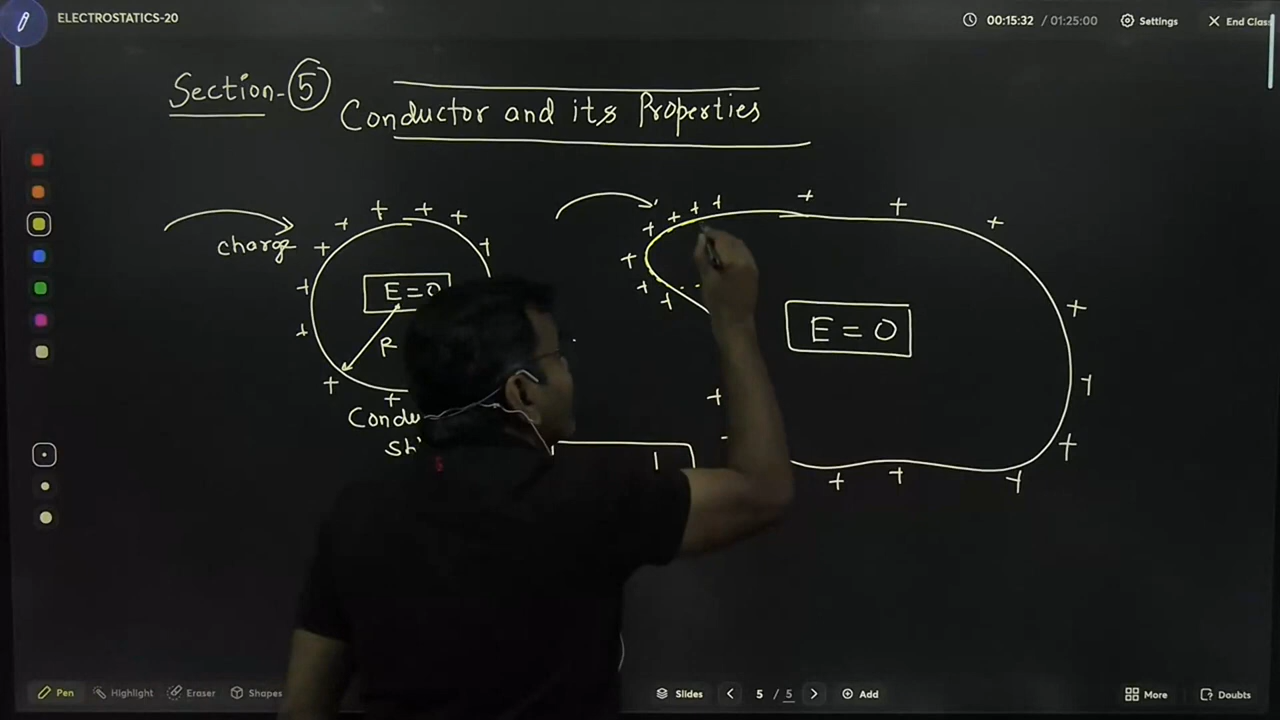 ELECTROSTATICS-20
00:15:32 / 01:25:00
Settings
End Class
Section-5
Conductor and its Properties
charge
E=0
R
E = 0
Pen
Highlight
Eraser
Shapes
Slides
5 / 5
Add
More
Doubts